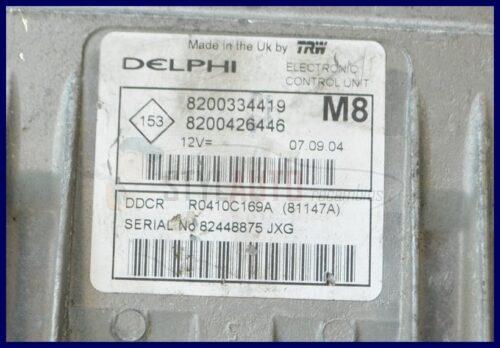 Made in the Uk by TRW
DELPHI
ELECTRONIC
CONTROL UNIT
153
8200334419
8200426446
M8
12V=
07.09.04
DDCR R0410C169A (81147A)
SERIAL No 82448875 JXG